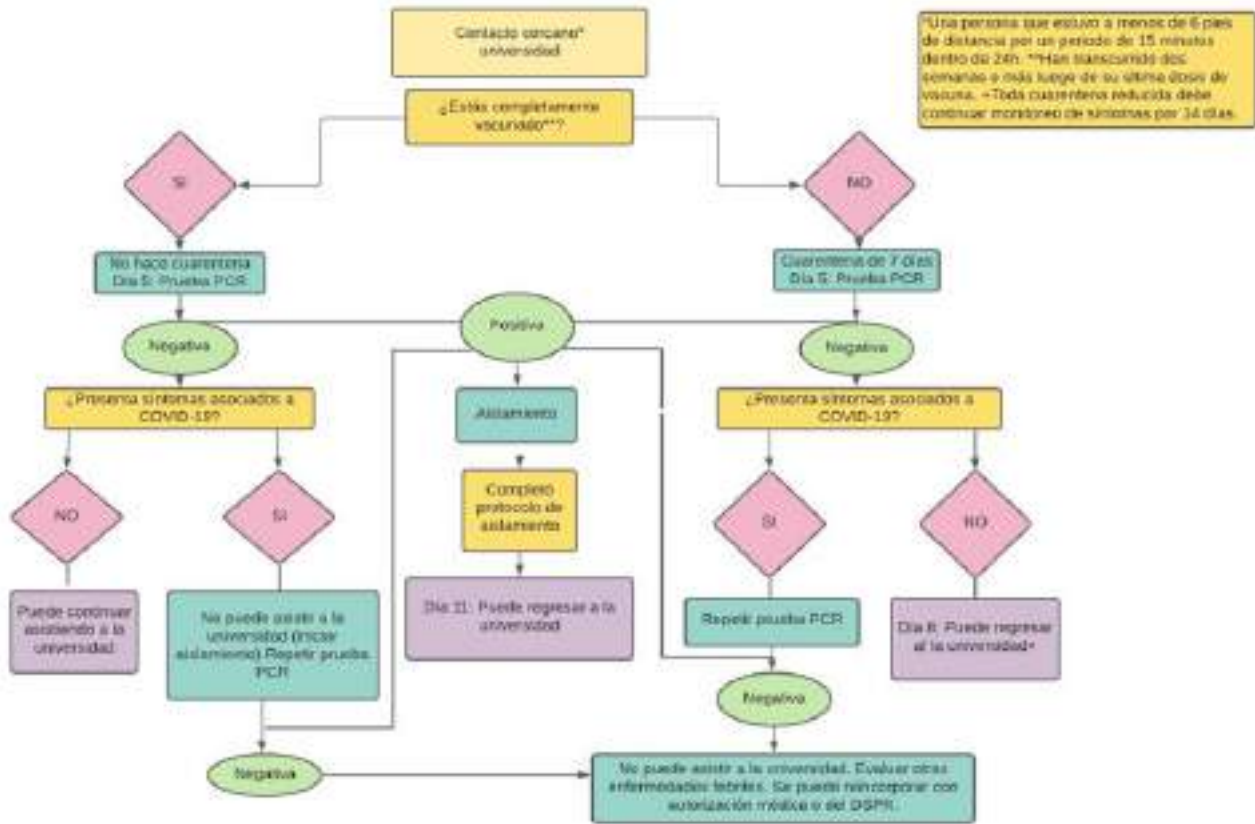 Contacto cercano*
universidad
*Una persona que estuvo a menos de 6 pies
de distancia por un periodo de 15 minutos
dentro de 24h. **Han transcurrido dos
semanas o más luego de su última dosis de
vacuna. +Toda cuarentena reducida debe
continuar monitoreo de síntomas por 14 días.
¿Estás completamente
vacunado**?
SI
NO
No hace cuarentena
Día 5: Prueba PCR
Cuarentena de 7 días
Día 5: Prueba PCR
Negativa
Positiva
Negativa
¿Presenta síntomas asociados a
COVID-19?
Aislamiento
¿Presenta síntomas asociados a
COVID-19?
NO
SI
Completó
protocolo de
aislamiento
SI
NO
Puede continuar
asistiendo a la
universidad
No puede asistir a la
universidad (Iniciar
aislamiento) Repetir prueba
PCR
Día 11: Puede regresar a la
universidad
Repetir prueba PCR
Día 8: Puede regresar
al la universidad+
Negativa
Negativa
No puede asistir a la universidad. Evaluar otras
enfermedades febriles. Se puede reincorporar con
autorización médica o del DSPR.